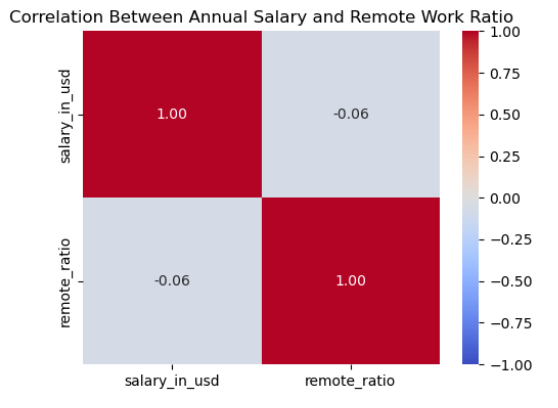 Correlation Between Annual Salary and Remote Work Ratio
salary_in_usd
remote_ratio
1.00
-0.06
-0.06
1.00
salary_in_usd
remote_ratio
1.00
0.75
0.50
0.25
0.00
−0.25
−0.50
−0.75
−1.00